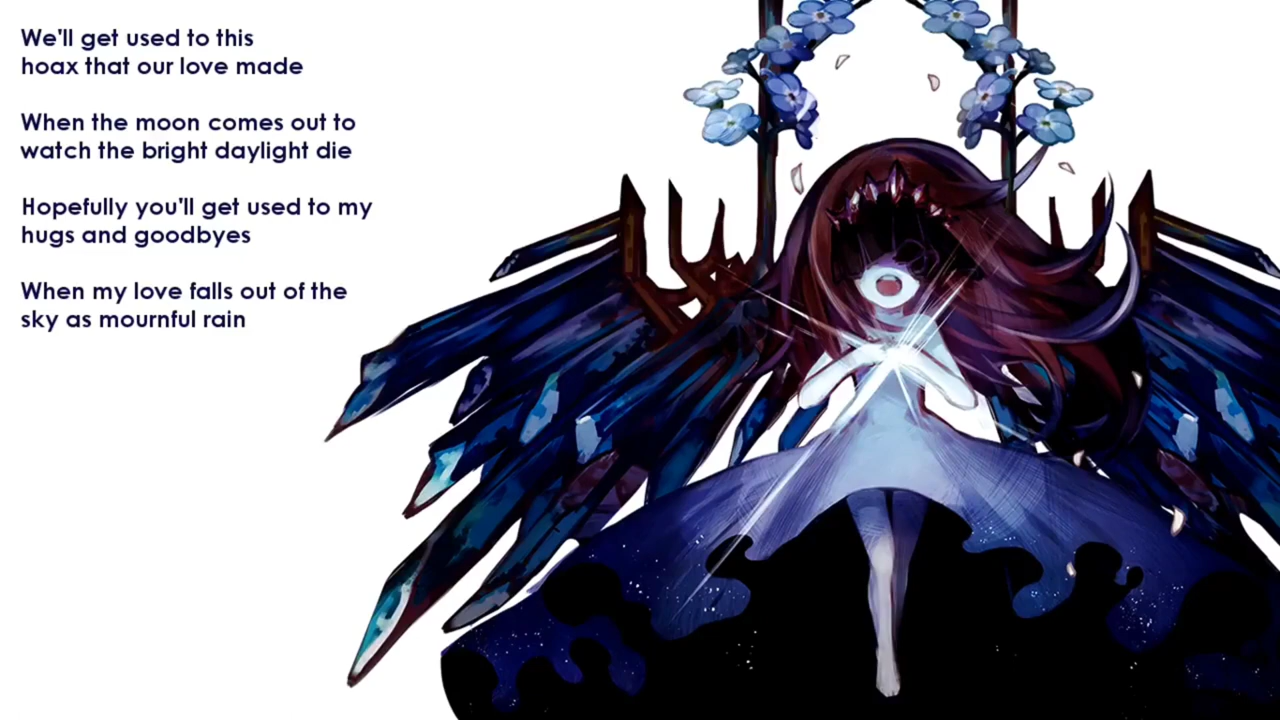 We'll get used to this
hoax that our love made
When the moon comes out to
watch the bright daylight die
Hopefully you'll get used to my
hugs and goodbyes
When my love falls out of the
sky as mournful rain